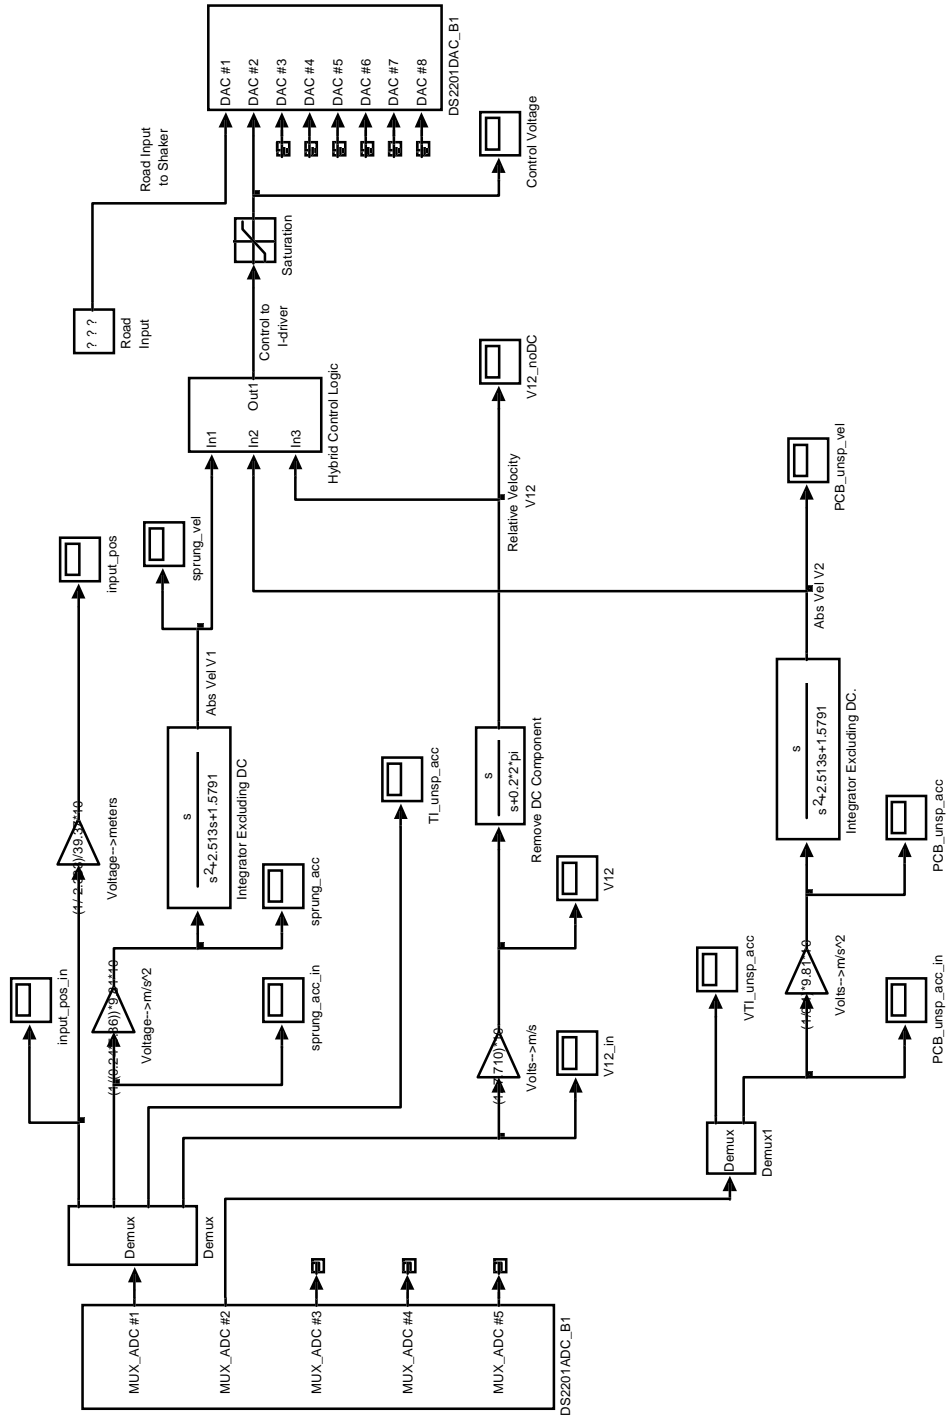 DAC #1
DAC #2
DAC #3
DAC #4
DAC #5
DAC #6
DAC #7
DAC #8
DS2201DAC_B1
Road Input
to Shaker
Control Voltage
Saturation
? ? ?
Road
Input
Control to
I-driver
In1
In2
In3
Out1
Hybrid Control Logic
V12_noDC
Relative Velocity
V12
PCB_unsp_vel
input_pos
sprung_vel
Abs Vel V1
Abs Vel V2
Voltage-->meters
s
s²+2.513s+1.5791
Integrator Excluding DC
TI_unsp_acc
s
s+0.2*2*pi
Remove DC Component
s
s²+2.513s+1.5791
Integrator Excluding DC.
input_pos_in
Voltage-->m/s^2
sprung_acc
sprung_acc_in
V12
Volts-->m/s
V12_in
VTI_unsp_acc
Volts-->m/s^2
PCB_unsp_acc
PCB_unsp_acc_in
Demux
Demux
Demux
Demux1
MUX_ADC #1
MUX_ADC #2
MUX_ADC #3
MUX_ADC #4
MUX_ADC #5
DS2201ADC_B1